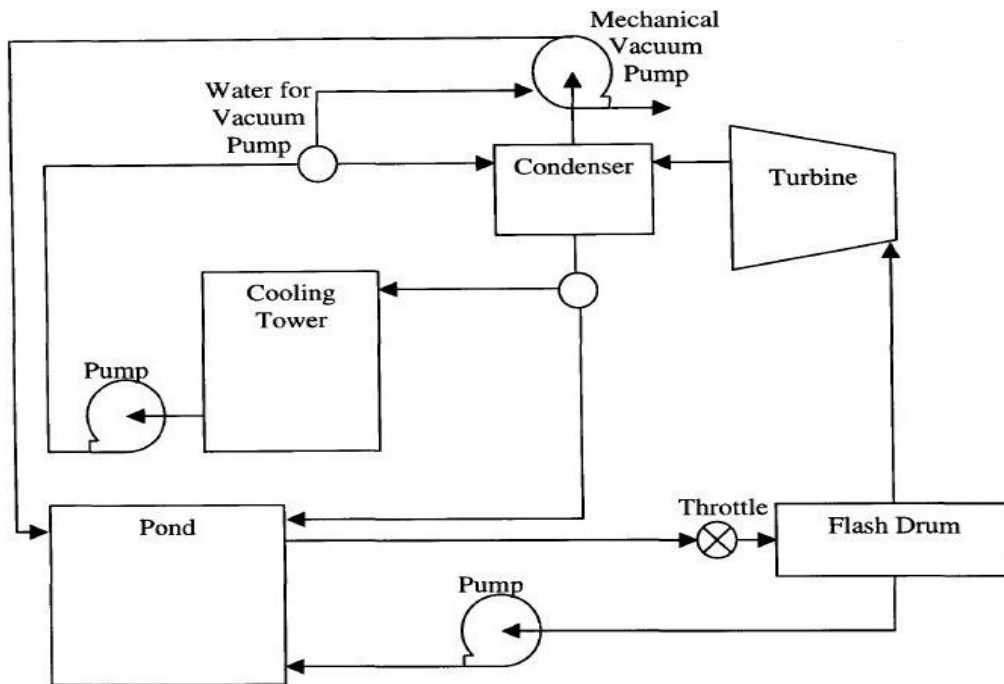 Mechanical
Vacuum
Pump
Water for
Vacuum
Pump
Condenser
Turbine
Cooling
Tower
Pump
Throttle
Pond
Flash Drum
Pump